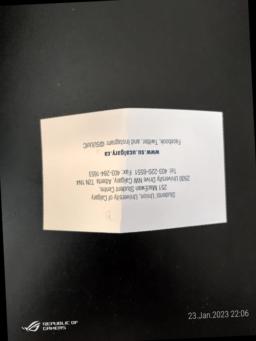 Students' Union, University of Calgary
251 MacEwan Student Centre,
2500 University Drive NW Calgary, Alberta T2N 1N4
Tel: 403-220-6551 Fax: 403-284-1653
www.su.ucalgary.ca
Facebook, Twitter and Instagram: @SUUofC
REPUBLIC OF
GAMERS
23.Jan.2023 22:06